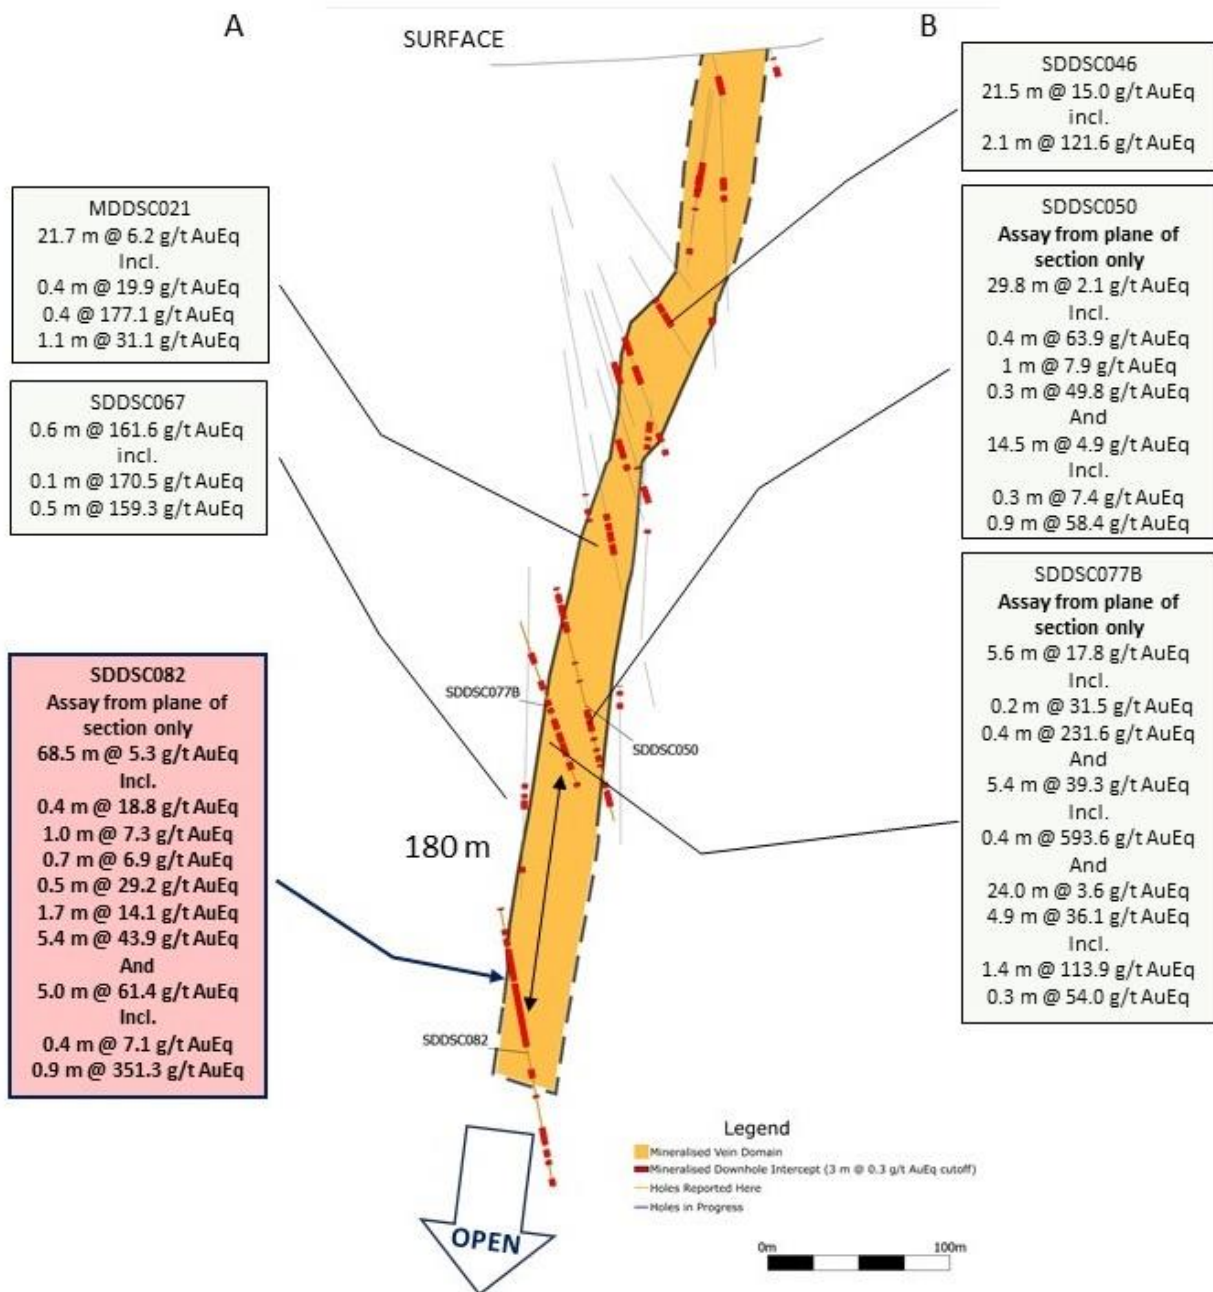 A
SURFACE
B
SDDSC046
21.5 m @ 15.0 g/t AuEq
incl.
2.1 m @ 121.6 g/t AuEq
MDDSC021
21.7 m @ 6.2 g/t AuEq
Incl.
0.4 m @ 19.9 g/t AuEq
0.4 @ 177.1 g/t AuEq
1.1 m @ 31.1 g/t AuEq
SDDSC050
Assay from plane of
section only
29.8 m @ 2.1 g/t AuEq
Incl.
0.4 m @ 63.9 g/t AuEq
1 m @ 7.9 g/t AuEq
0.3 m @ 49.8 g/t AuEq
And
14.5 m @ 4.9 g/t AuEq
Incl.
0.3 m @ 7.4 g/t AuEq
0.9 m @ 58.4 g/t AuEq
SDDSC067
0.6 m @ 161.6 g/t AuEq
incl.
0.1 m @ 170.5 g/t AuEq
0.5 m @ 159.3 g/t AuEq
SDDSC077B
Assay from plane of
section only
5.6 m @ 17.8 g/t AuEq
Incl.
0.2 m @ 31.5 g/t AuEq
0.4 m @ 231.6 g/t AuEq
And
5.4 m @ 39.3 g/t AuEq
Incl.
0.4 m @ 593.6 g/t AuEq
And
24.0 m @ 3.6 g/t AuEq
4.9 m @ 36.1 g/t AuEq
Incl.
1.4 m @ 113.9 g/t AuEq
0.3 m @ 54.0 g/t AuEq
SDDSC082
Assay from plane of
section only
68.5 m @ 5.3 g/t AuEq
Incl.
0.4 m @ 18.8 g/t AuEq
1.0 m @ 7.3 g/t AuEq
0.7 m @ 6.9 g/t AuEq
0.5 m @ 29.2 g/t AuEq
1.7 m @ 14.1 g/t AuEq
5.4 m @ 43.9 g/t AuEq
And
5.0 m @ 61.4 g/t AuEq
Incl.
0.4 m @ 7.1 g/t AuEq
0.9 m @ 351.3 g/t AuEq
SDDSC077B
SDDSC050
180 m
SDDSC082
OPEN
Legend
Mineralised Vein Domain
Mineralised Downhole Intercept (3 m @ 0.3 g/t AuEq cutoff)
Holes Reported Here
Holes in Progress
0m
100m